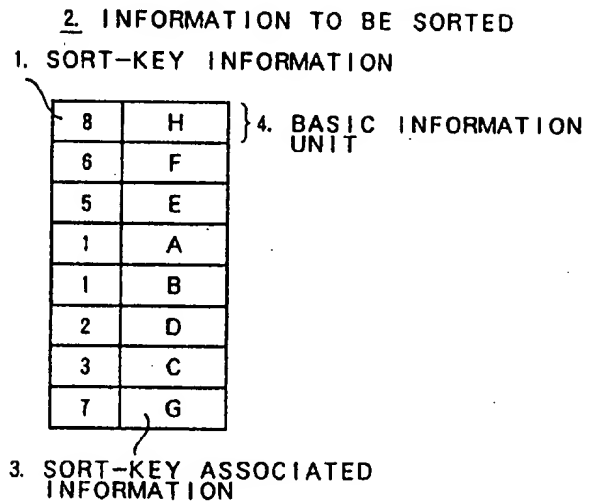 2. INFORMATION TO BE SORTED
1. SORT-KEY INFORMATION
8 H
4. BASIC INFORMATION
UNIT
6 F
5 E
1 A
1 B
2 D
3 C
7 G
3. SORT-KEY ASSOCIATED
INFORMATION